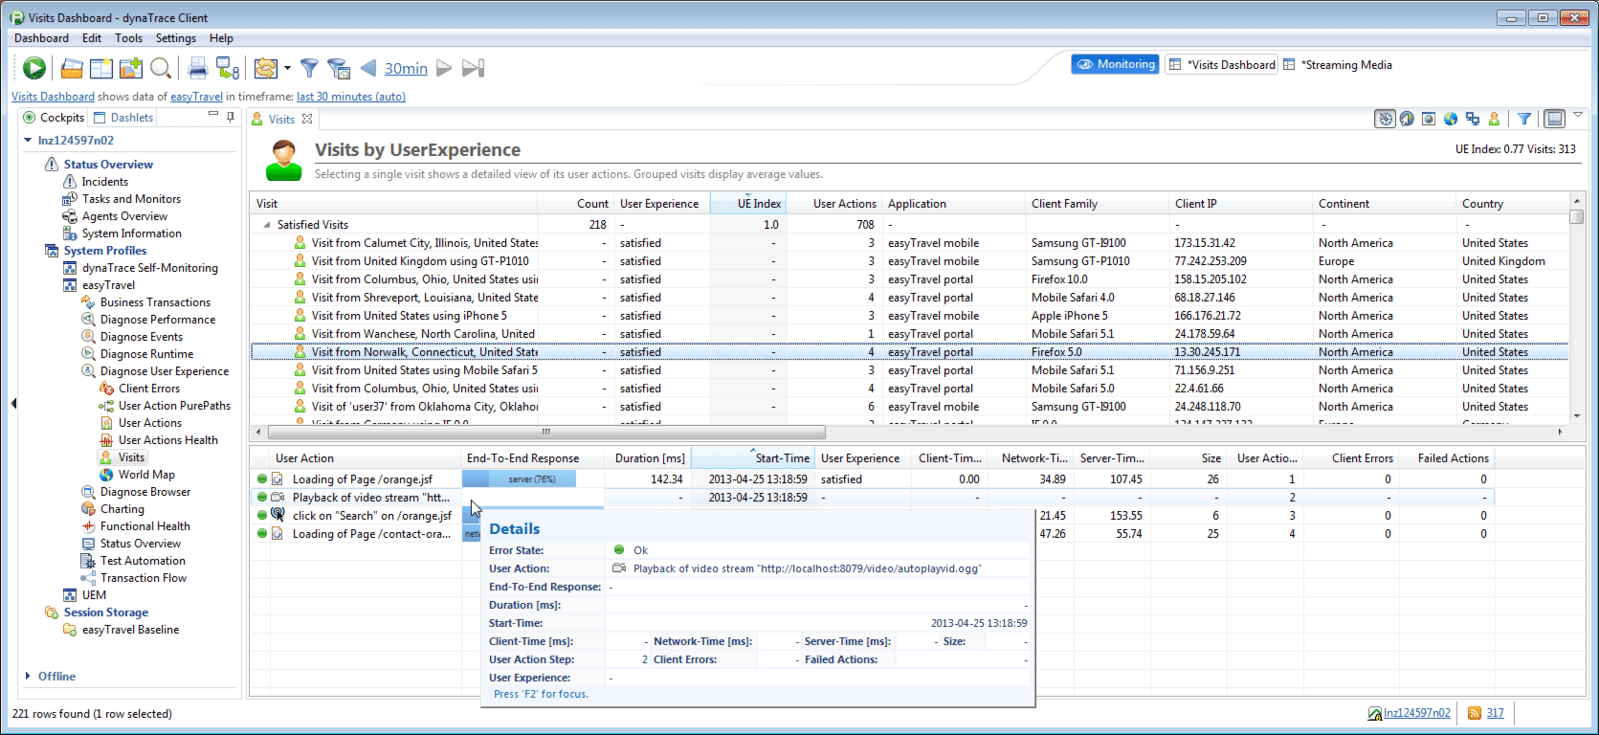 Visits Dashboard - dynaTrace Client
Dashboard Edit Tools Settings Help
30min
Monitoring
*Visits Dashboard
*Streaming Media
Visits Dashboard shows data of easyTravel in timeframe: last 30 minutes (auto)
Cockpits
Dashlets
lnz124597n02
Status Overview
Incidents
Tasks and Monitors
Agents Overview
System Information
System Profiles
dynaTrace Self-Monitoring
easyTravel
Business Transactions
Diagnose Performance
Diagnose Events
Diagnose Runtime
Diagnose User Experience
Client Errors
User Action PurePaths
User Actions
User Actions Health
Visits
World Map
Diagnose Browser
Charting
Functional Health
Status Overview
Test Automation
Transaction Flow
UEM
Session Storage
easyTravel Baseline
Offline
Visits
Visits by UserExperience
UE Index: 0.77 Visits: 313
Selecting a single visit shows a detailed view of its user actions. Grouped visits display average values.
Visit Count User Experience UE Index User Actions Application Client Family Client IP Continent Country
Satisfied Visits 218 - 1.0 708 - - - -
Visit from Calumet City, Illinois, United States - satisfied - 3 easyTravel mobile Samsung GT-I9100 173.15.31.42 North America United States
Visit from United Kingdom using GT-P1010 - satisfied - 3 easyTravel mobile Samsung GT-P1010 77.242.253.209 Europe United Kingdom
Visit from Columbus, Ohio, United States usin - satisfied - 3 easyTravel portal Firefox 10.0 158.15.205.102 North America United States
Visit from Shreveport, Louisiana, United State - satisfied - 4 easyTravel portal Mobile Safari 4.0 68.18.27.146 North America United States
Visit from United States using iPhone 5 - satisfied - 3 easyTravel mobile Apple iPhone 5 166.176.21.72 North America United States
Visit from Wanchese, North Carolina, United - satisfied - 1 easyTravel portal Mobile Safari 5.1 24.178.59.64 North America United States
Visit from Norwalk, Connecticut, United State - satisfied - 4 easyTravel portal Firefox 5.0 13.30.245.171 North America United States
Visit from United States using Mobile Safari 5 - satisfied - 3 easyTravel portal Mobile Safari 5.1 71.156.9.251 North America United States
Visit from Columbus, Ohio, United States usin - satisfied - 4 easyTravel portal Mobile Safari 5.0 22.4.61.66 North America United States
Visit of 'user37' from Oklahoma City, Oklahor - satisfied - 6 easyTravel mobile Samsung GT-I9100 24.248.118.70 North America United States
User Action End-To-End Response Duration [ms] Start-Time User Experience Client-Tim... Network-Ti... Server-Tim... Size User Actio... Client Errors Failed Actions
Loading of Page /orange.jsf server (76%) 142.34 2013-04-25 13:18:59 satisfied 0.00 34.89 107.45 26 1 0 0
Playback of video stream "htt... - 2013-04-25 13:18:59 - - - - - 2 - -
click on "Search" on /orange.jsf 21.45 153.55 6 3 0 0
Loading of Page /contact-ora... netw 47.26 55.74 25 4 0 0
Details
Error State: Ok
User Action: Playback of video stream "http://localhost:8079/video/autoplayvid.ogg"
End-To-End Response: -
Duration [ms]: -
Start-Time: 2013-04-25 13:18:59
Client-Time [ms]: - Network-Time [ms]: - Server-Time [ms]: - Size: -
User Action Step: 2 Client Errors: - Failed Actions: -
User Experience: -
Press 'F2' for focus.
221 rows found (1 row selected)
lnz124597n02
317